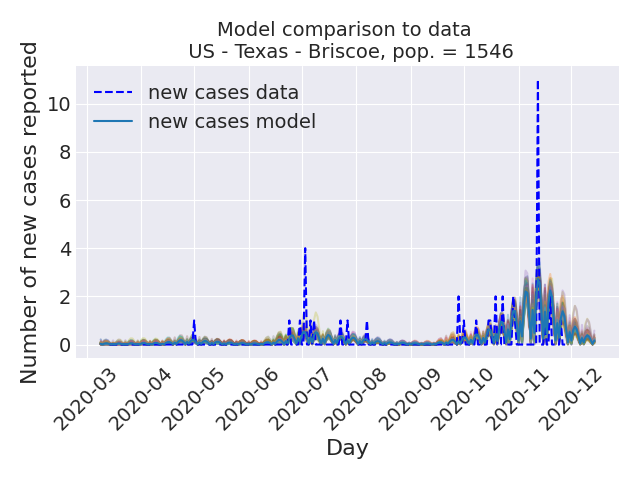 Model comparison to data
US - Texas - Briscoe, pop. = 1546
Number of new cases reported
10
8
6
4
2
0
new cases data
new cases model
2020-03
2020-04
2020-05
2020-06
2020-07
2020-08
2020-09
2020-10
2020-11
2020-12
Day